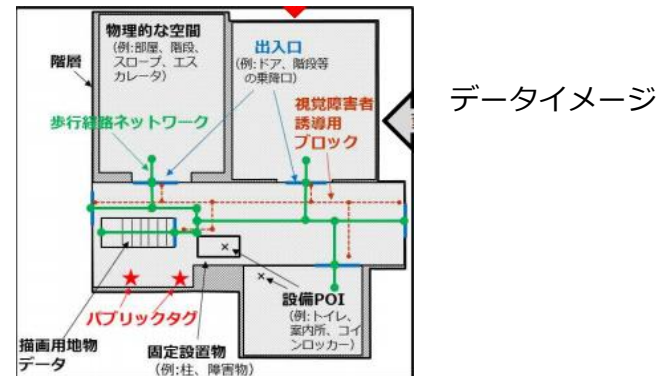 物理的な空間
(例:部屋、階段、
スロープ、エス
カレータ)
階層
出入口
(例:ドア、階段等
の乗降口)
視覚障害者
誘導用
ブロック
歩行経路ネットワーク
データイメージ
パブリックタグ
設備POI
(例:トイレ、
案内所、コイ
ンロッカー)
描画用地物
データ
固定設置物
(例:柱、障害物)